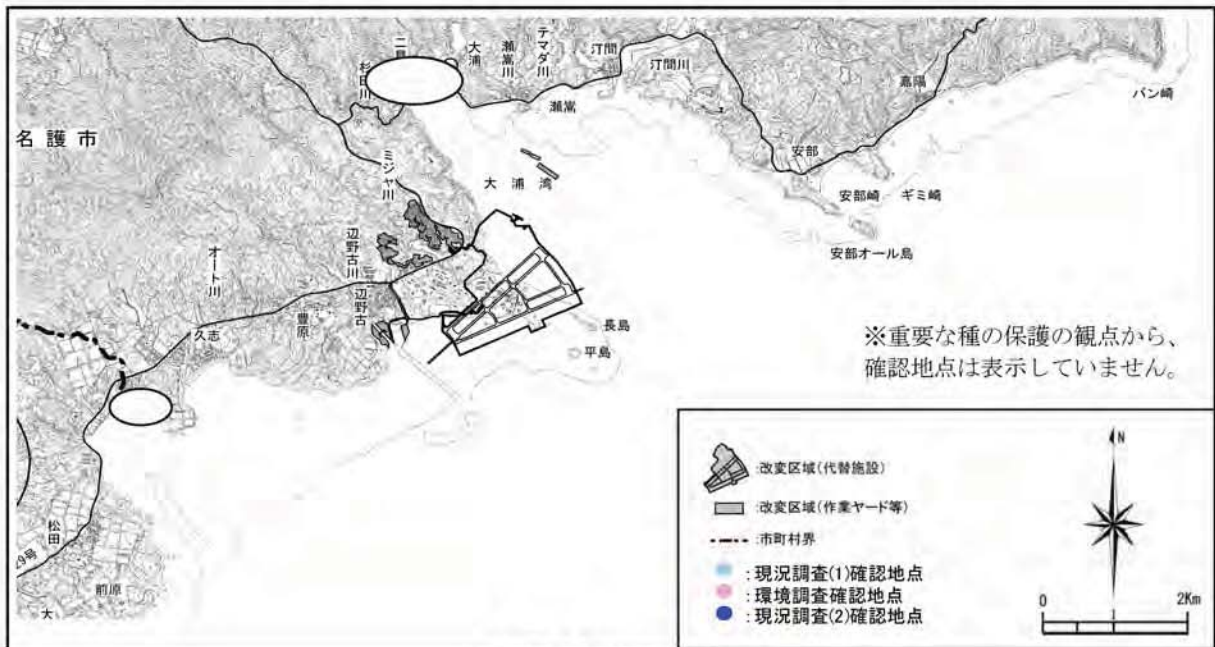 二見
杉田川
大浦
瀬嵩川
テマダ川
汀間
汀間川
瀬嵩
嘉陽
バン崎
名護市
ミジャ川
大浦湾
安部
安部崎
ギミ崎
安部オール島
オート川
辺野古川
辺野古
豊原
久志
長島
平島
※重要な種の保護の観点から、
確認地点は表示していません。
松田
前原
大
:改変区域(代替施設)
:改変区域(作業ヤード等)
:市町村界
:現況調査(1)確認地点
:環境調査確認地点
:現況調査(2)確認地点
N
0 1 2Km